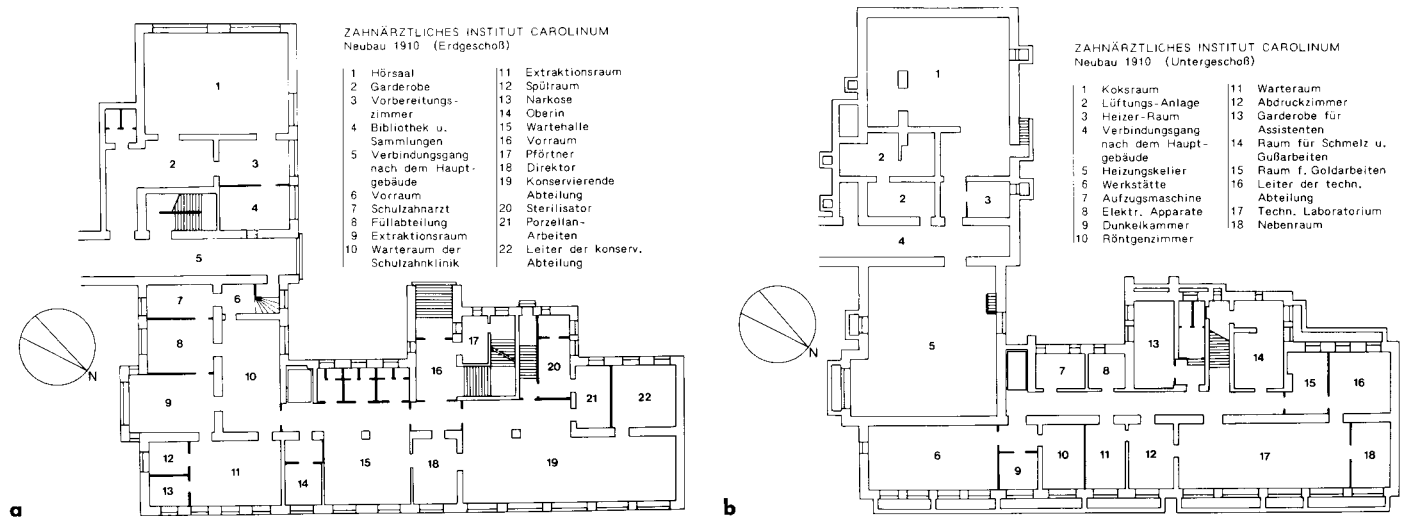 ZAHNÄRZTLICHES INSTITUT CAROLINUM
Neubau 1910 (Erdgeschoß)
1 Hörsaal
2 Garderobe
3 Vorbereitungs-
zimmer
4 Bibliothek u.
Sammlungen
5 Verbindungsgang
nach dem Haupt-
gebäude
6 Vorraum
7 Schulzahnarzt
8 Füllabteilung
9 Extraktionsraum
10 Warteraum der
Schulzahnklinik
11 Extraktionsraum
12 Spülraum
13 Narkose
14 Oberin
15 Wartehalle
16 Vorraum
17 Pförtner
18 Direktor
19 Konservierende
Abteilung
20 Sterilisator
21 Porzellan-
Arbeiten
22 Leiter der konserv.
Abteilung
1
2
3
4
5
6
7
8
9
10
11
12
13
14
15
16
17
18
19
20
21
22
N
a
ZAHNÄRZTLICHES INSTITUT CAROLINUM
Neubau 1910 (Untergeschoß)
1 Koksraum
2 Lüftungs-Anlage
3 Heizer-Raum
4 Verbindungsgang
nach dem Haupt-
gebäude
5 Heizungskeller
6 Werkstätte
7 Aufzugsmaschine
8 Elektr. Apparate
9 Dunkelkammer
10 Röntgenzimmer
11 Warteraum
12 Abdruckzimmer
13 Garderobe für
Assistenten
14 Raum für Schmelz u.
Gußarbeiten
15 Raum f. Goldarbeiten
16 Leiter der techn.
Abteilung
17 Techn. Laboratorium
18 Nebenraum
1
2
2
3
4
5
6
7
8
9
10
11
12
13
14
15
16
17
18
N
b